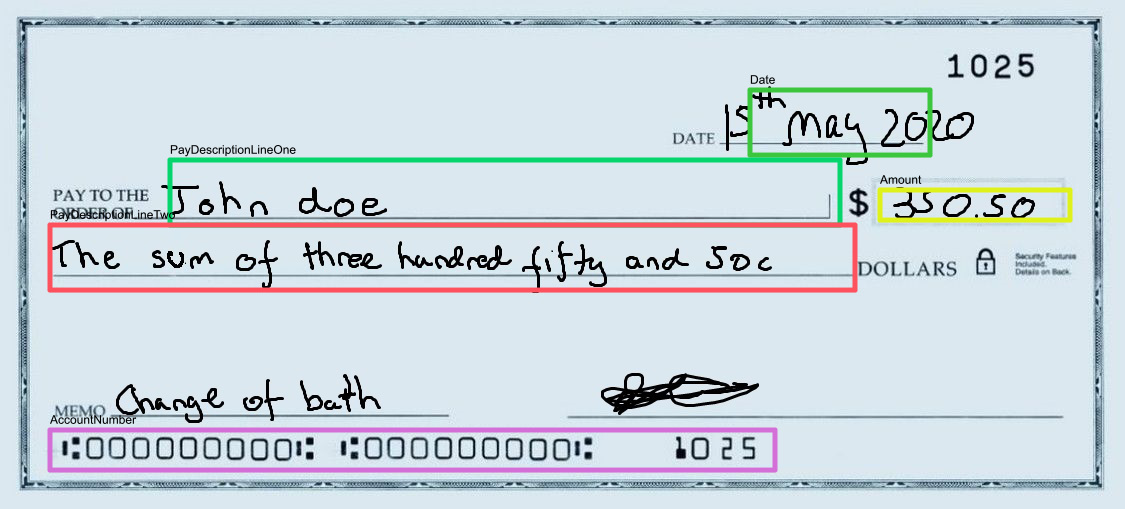 1025
Date
DATE 15th May 2020
PayDescriptionLineOne
PAY TO THE
ORDER OF John doe
Amount
$ 350.50
PayDescriptionLineTwo
The sum of three hundred fifty and 50c DOLLARS
Security Features
Included.
Details on Back.
MEMO Change of bath
AccountNumber
⑆000000000⑆ ⑆000000000⑆ 1025